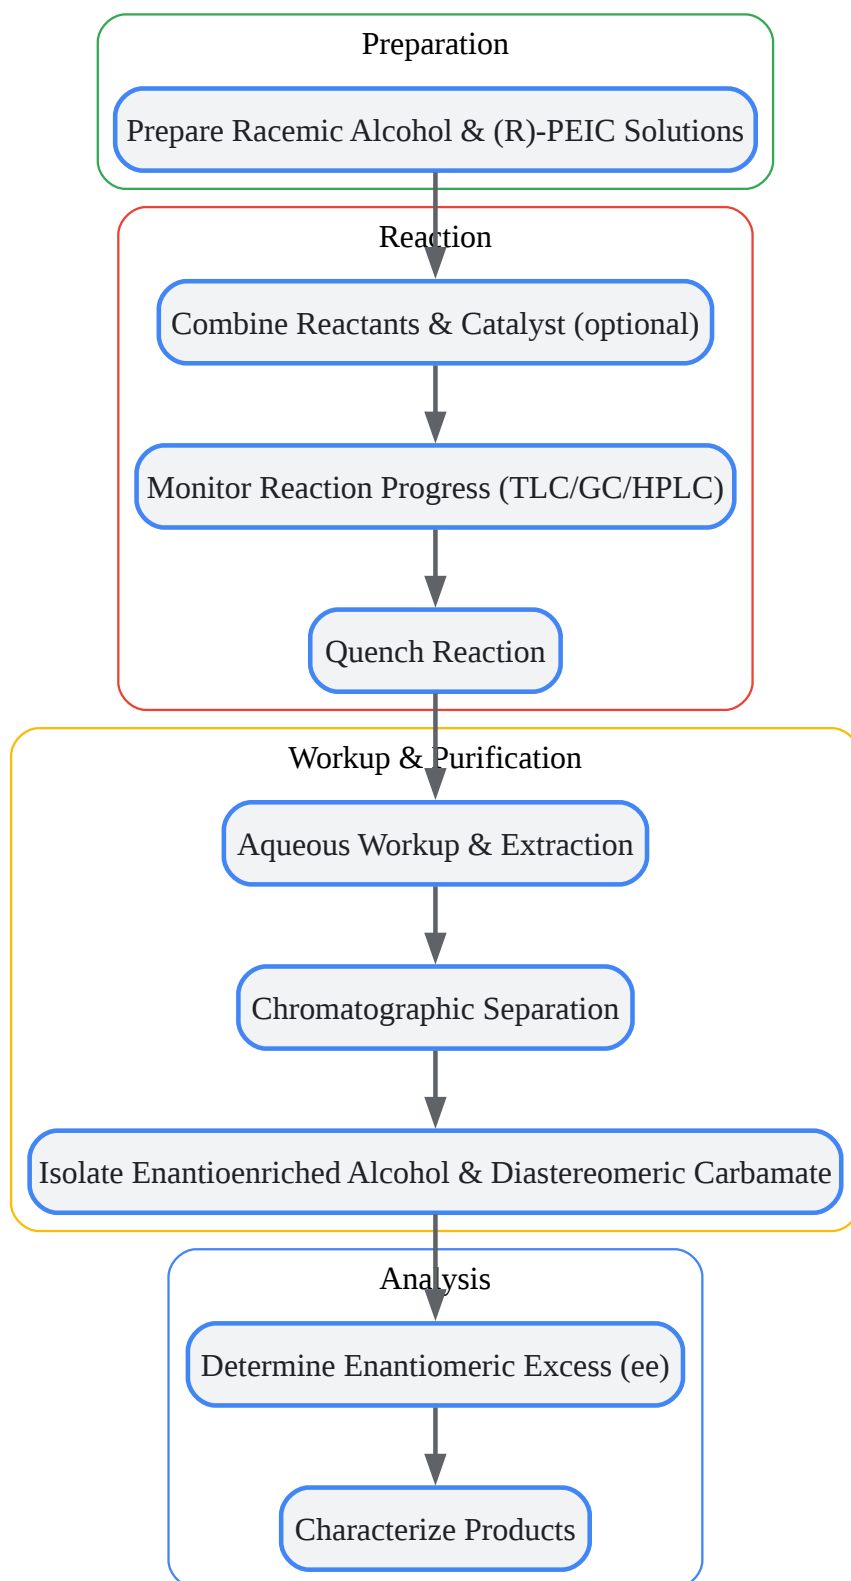 Preparation
Prepare Racemic Alcohol & (R)-PEIC Solutions
Reaction
Combine Reactants & Catalyst (optional)
Monitor Reaction Progress (TLC/GC/HPLC)
Quench Reaction
Workup & Purification
Aqueous Workup & Extraction
Chromatographic Separation
Isolate Enantioenriched Alcohol & Diastereomeric Carbamate
Analysis
Determine Enantiomeric Excess (ee)
Characterize Products